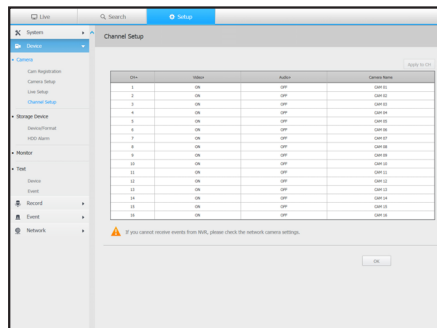 Live
Search
Setup
System
Device
Camera
Cam Registration
Camera Setup
Live Setup
Channel Setup
Storage Device
Device/Format
HDD Alarm
Monitor
Text
Device
Event
Record
Event
Network
Channel Setup
Apply to CH
CH▾ Video▾ Audio▾ Camera Name
1 ON OFF CAM 01
2 ON OFF CAM 02
3 ON OFF CAM 03
4 ON OFF CAM 04
5 ON OFF CAM 05
6 ON OFF CAM 06
7 ON OFF CAM 07
8 ON OFF CAM 08
9 ON OFF CAM 09
10 ON OFF CAM 10
11 ON OFF CAM 11
12 ON OFF CAM 12
13 ON OFF CAM 13
14 ON OFF CAM 14
15 ON OFF CAM 15
16 ON OFF CAM 16
If you cannot receive events from NVR, please check the network camera settings.
OK